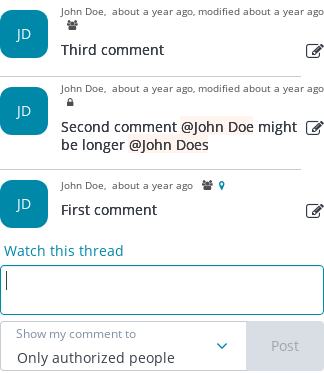 JD
John Doe, about a year ago, modified about a year ago
Third comment
JD
John Doe, about a year ago, modified about a year ago
Second comment @John Doe might
be longer @John Does
JD
John Doe, about a year ago
First comment
Watch this thread
Show my comment to
Only authorized people
Post